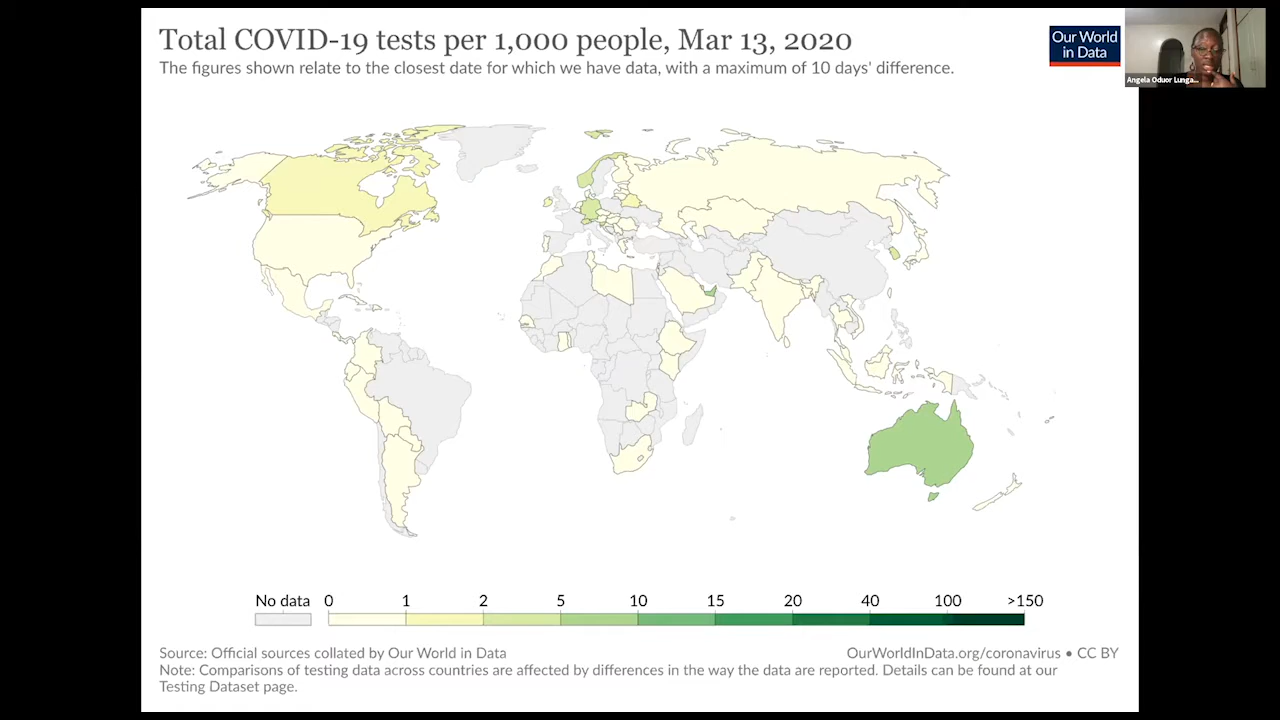 Total COVID-19 tests per 1,000 people, Mar 13, 2020
The figures shown relate to the closest date for which we have data, with a maximum of 10 days' difference.
Our World
in Data
Angela Oduor Lunga...
No data 0 1 2 5 10 15 20 40 100 >150
Source: Official sources collated by Our World in Data
OurWorldInData.org/coronavirus • CC BY
Note: Comparisons of testing data across countries are affected by differences in the way the data are reported. Details can be found at our
Testing Dataset page.